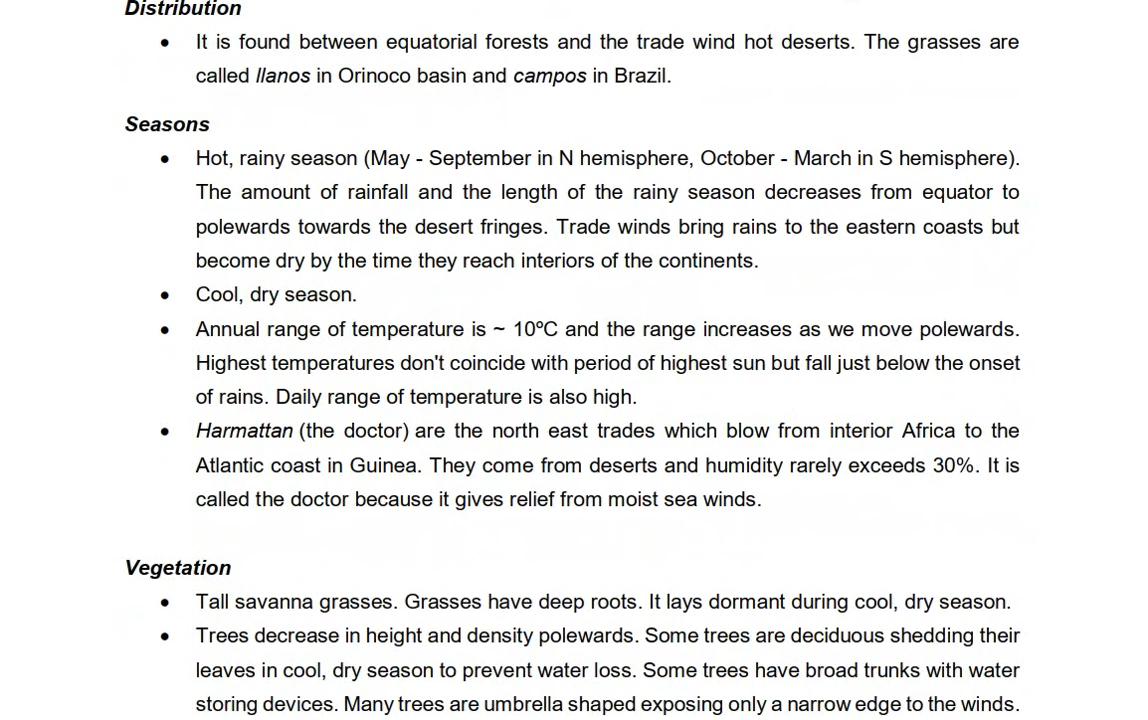 Distribution
• It is found between equatorial forests and the trade wind hot deserts. The grasses are
called llanos in Orinoco basin and campos in Brazil.
Seasons
• Hot, rainy season (May - September in N hemisphere, October - March in S hemisphere).
The amount of rainfall and the length of the rainy season decreases from equator to
polewards towards the desert fringes. Trade winds bring rains to the eastern coasts but
become dry by the time they reach interiors of the continents.
• Cool, dry season.
• Annual range of temperature is ~ 10ºC and the range increases as we move polewards.
Highest temperatures don't coincide with period of highest sun but fall just below the onset
of rains. Daily range of temperature is also high.
• Harmattan (the doctor) are the north east trades which blow from interior Africa to the
Atlantic coast in Guinea. They come from deserts and humidity rarely exceeds 30%. It is
called the doctor because it gives relief from moist sea winds.
Vegetation
• Tall savanna grasses. Grasses have deep roots. It lays dormant during cool, dry season.
• Trees decrease in height and density polewards. Some trees are deciduous shedding their
leaves in cool, dry season to prevent water loss. Some trees have broad trunks with water
storing devices. Many trees are umbrella shaped exposing only a narrow edge to the winds.